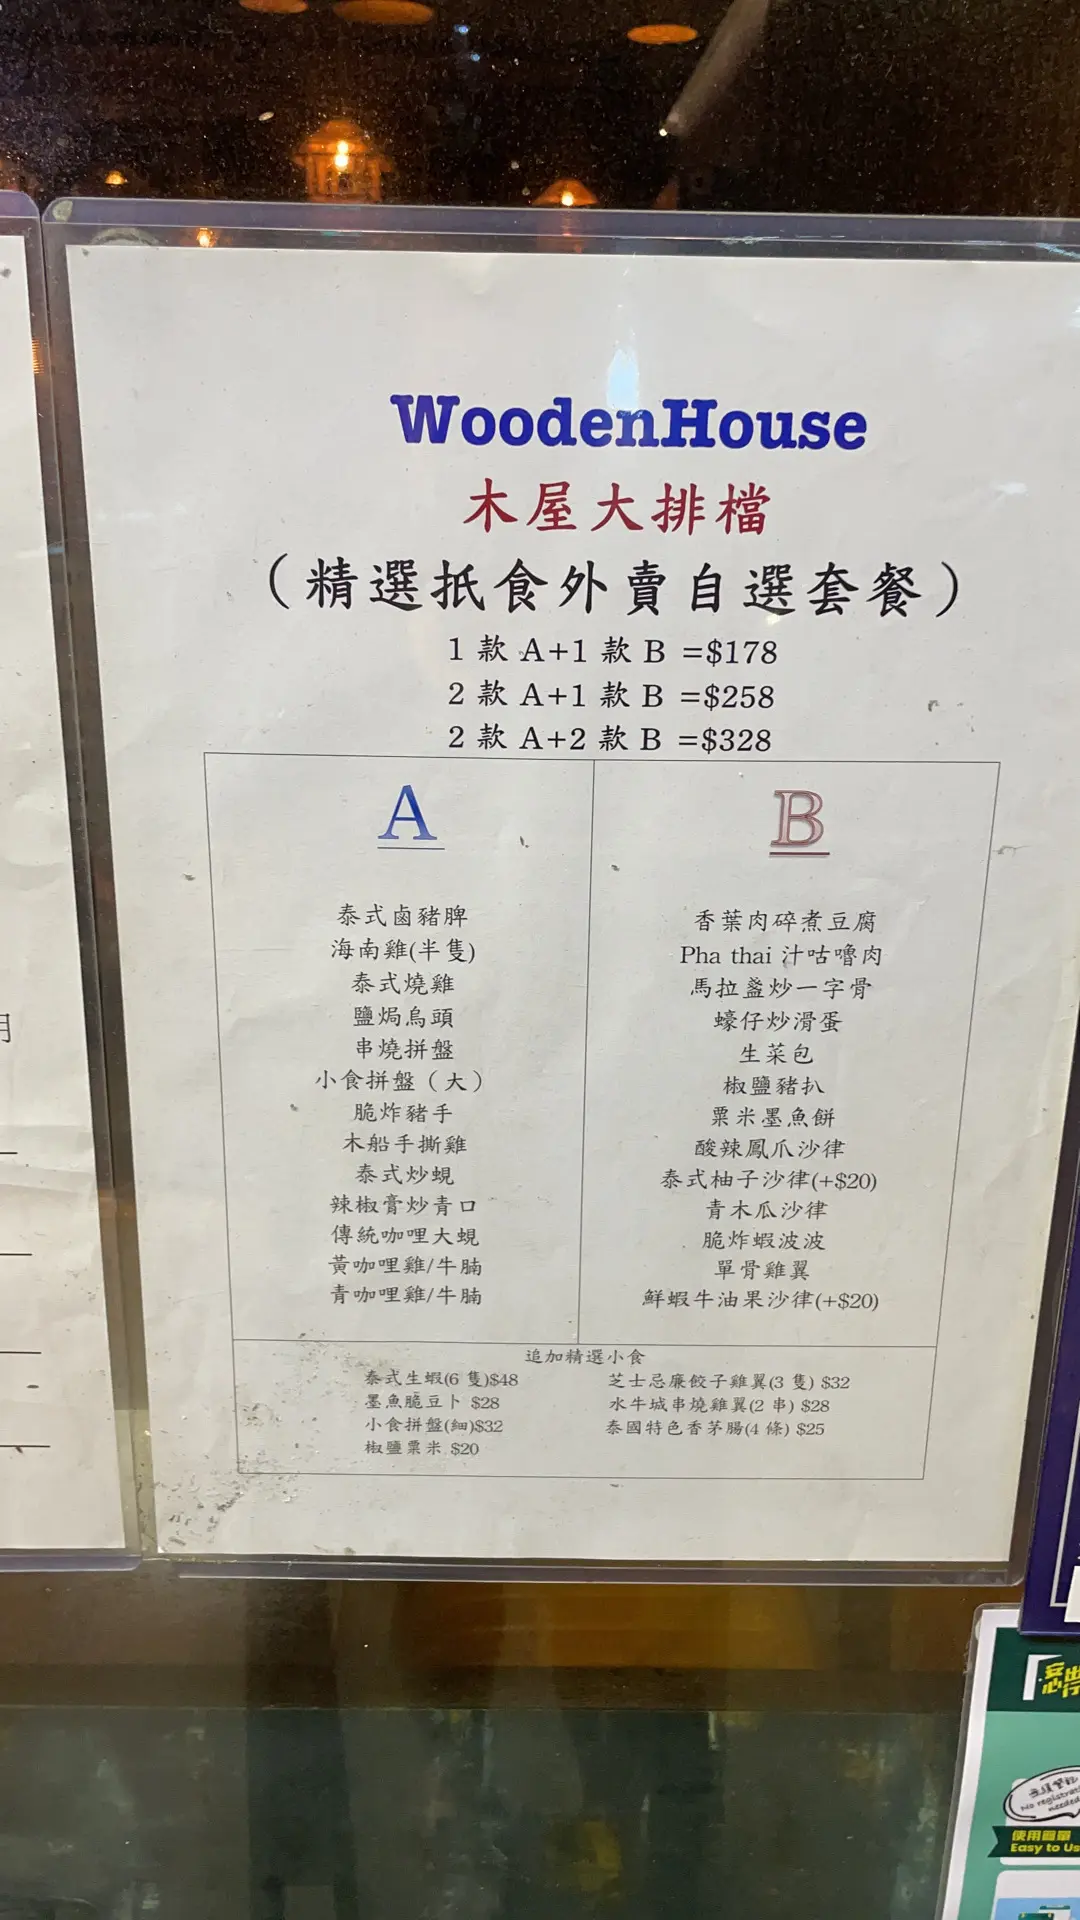 WoodenHouse
木屋大排檔
（精選抵食外賣自選套餐）
1 款 A+1 款 B =$178
2 款 A+1 款 B =$258
2 款 A+2 款 B =$328
A
泰式鹵豬脾
海南雞(半隻)
泰式燒雞
鹽焗烏頭
串燒拼盤
小食拼盤（大）
脆炸豬手
木船手撕雞
泰式炒蜆
辣椒膏炒青口
傳統咖哩大蜆
黃咖哩雞/牛腩
青咖哩雞/牛腩
B
香葉肉碎煮豆腐
Pha thai 汁咕嚕肉
馬拉盞炒一字骨
蠔仔炒滑蛋
生菜包
椒鹽豬扒
粟米墨魚餅
酸辣鳳爪沙律
泰式柚子沙律(+$20)
青木瓜沙律
脆炸蝦波波
單骨雞翼
鮮蝦牛油果沙律(+$20)
追加精選小食
泰式生蝦(6 隻)$48
墨魚脆豆卜 $28
小食拼盤(細)$32
椒鹽粟米 $20
芝士忌廉餃子雞翼(3 隻) $32
水牛城串燒雞翼(2 串) $28
泰國特色香茅腸(4 條) $25
使用簡單
Easy to Us